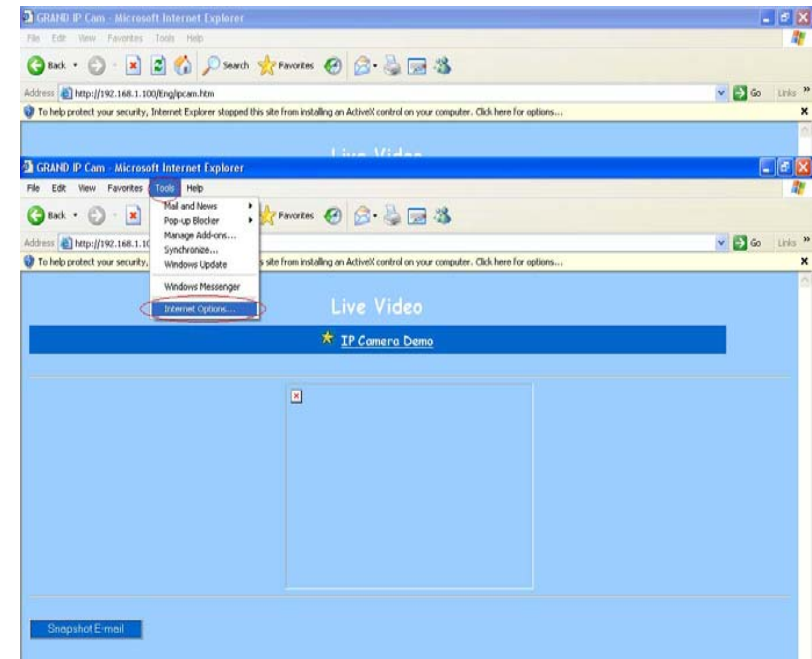 GRAND IP Cam - Microsoft Internet Explorer
File Edit View Favorites Tools Help
Back Search Favorites
Address http://192.168.1.100/Eng/ipcam.htm Go Links »
To help protect your security, Internet Explorer stopped this site from installing an ActiveX control on your computer. Click here for options...
Live Video
GRAND IP Cam - Microsoft Internet Explorer
File Edit View Favorites Tools Help
Back Favorites
Mail and News
Pop-up Blocker
Manage Add-ons...
Synchronize...
Windows Update
Windows Messenger
Internet Options...
Address http://192.168.1.10 Go Links »
To help protect your security, s site from installing an ActiveX control on your computer. Click here for options...
Live Video
IP Camera Demo
Snapshot E-mail